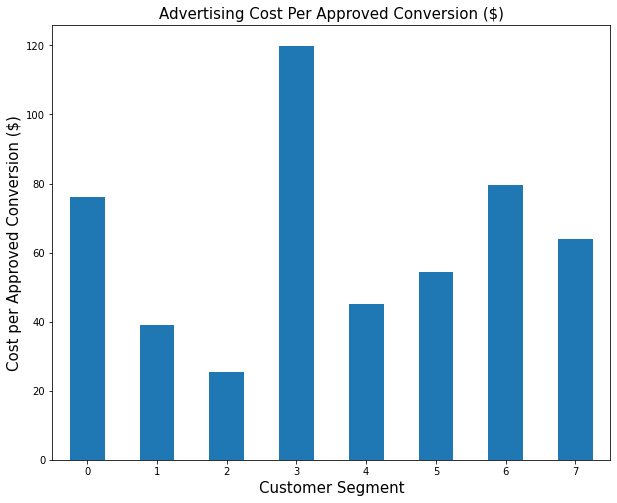 Advertising Cost Per Approved Conversion ($)
Cost per Approved Conversion ($)
120
100
80
60
40
20
0
0 1 2 3 4 5 6 7
Customer Segment